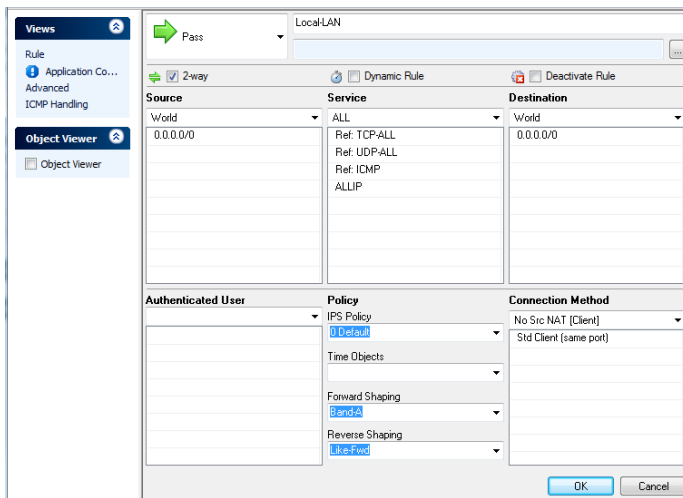 Views
Rule
Application Co...
Advanced
ICMP Handling
Object Viewer
Object Viewer
Pass
Local-LAN
...
2-way
Dynamic Rule
Deactivate Rule
Source
Service
Destination
World
ALL
World
0.0.0.0/0
Ref: TCP-ALL
0.0.0.0/0
Ref: UDP-ALL
Ref: ICMP
ALLIP
Authenticated User
Policy
Connection Method
IPS Policy
No Src NAT [Client]
0 Default
Std Client (same port)
Time Objects
Forward Shaping
Band-A
Reverse Shaping
Like-Fwd
OK
Cancel